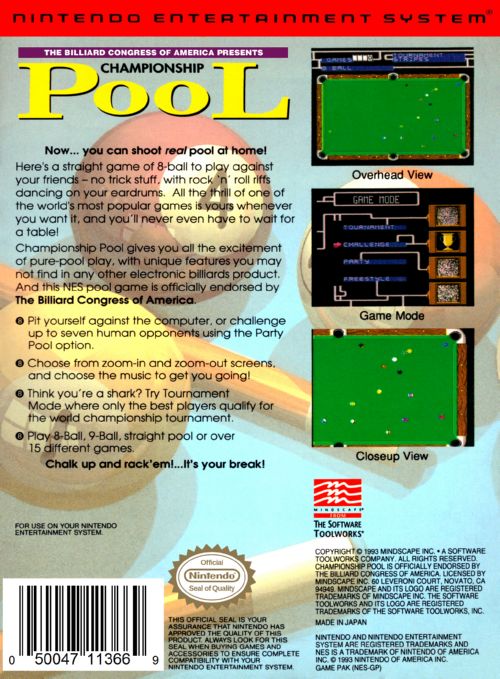 NINTENDO ENTERTAINMENT SYSTEM®
THE BILLIARD CONGRESS OF AMERICA PRESENTS
CHAMPIONSHIP
POOL
Now... you can shoot real pool at home!
Here's a straight game of 8-ball to play against
your friends – no trick stuff, with rock 'n' roll riffs
dancing on your eardrums. All the thrill of one of
the world's most popular games is yours whenever
you want it, and you'll never even have to wait for
a table!
Championship Pool gives you all the excitement
of pure-pool play, with unique features you may
not find in any other electronic billiards product.
And this NES pool game is officially endorsed by
The Billiard Congress of America.
Pit yourself against the computer, or challenge
up to seven human opponents using the Party
Pool option.
Choose from zoom-in and zoom-out screens,
and choose the music to get you going!
Think you're a shark? Try Tournament
Mode where only the best players qualify for
the world championship tournament.
Play 8-Ball, 9-Ball, straight pool or over
15 different games.
Chalk up and rack'em!...It's your break!
GAMES
8 BALL
TOURNAMENT
STRIPES
Overhead View
GAME MODE
TOURNAMENT
CHALLENGE
PARTY
FREESTYLE
Game Mode
Closeup View
FOR USE ON YOUR NINTENDO
ENTERTAINMENT SYSTEM.
MINDSCAPE
FROM
THE SOFTWARE
TOOLWORKS®
Official
Nintendo®
Seal of Quality
THIS OFFICIAL SEAL IS YOUR
ASSURANCE THAT NINTENDO HAS
APPROVED THE QUALITY OF THIS
PRODUCT. ALWAYS LOOK FOR THIS
SEAL WHEN BUYING GAMES AND
ACCESSORIES TO ENSURE COMPLETE
COMPATIBILITY WITH YOUR
NINTENDO ENTERTAINMENT SYSTEM.
COPYRIGHT © 1993 MINDSCAPE INC. • A SOFTWARE
TOOLWORKS COMPANY. ALL RIGHTS RESERVED.
CHAMPIONSHIP POOL IS OFFICIALLY ENDORSED BY
THE BILLIARD CONGRESS OF AMERICA. LICENSED BY
MINDSCAPE INC. 60 LEVERONI COURT, NOVATO, CA
94949. MINDSCAPE AND ITS LOGO ARE REGISTERED
TRADEMARKS OF MINDSCAPE INC. THE SOFTWARE
TOOLWORKS AND ITS LOGO ARE REGISTERED
TRADEMARKS OF THE SOFTWARE TOOLWORKS, INC.
MADE IN JAPAN
NINTENDO AND NINTENDO ENTERTAINMENT
SYSTEM ARE REGISTERED TRADEMARKS AND
NES IS A TRADEMARK OF NINTENDO OF AMERICA
INC. © 1993 NINTENDO OF AMERICA INC.
GAME PAK (NES-GP)
0 50047 11366 9